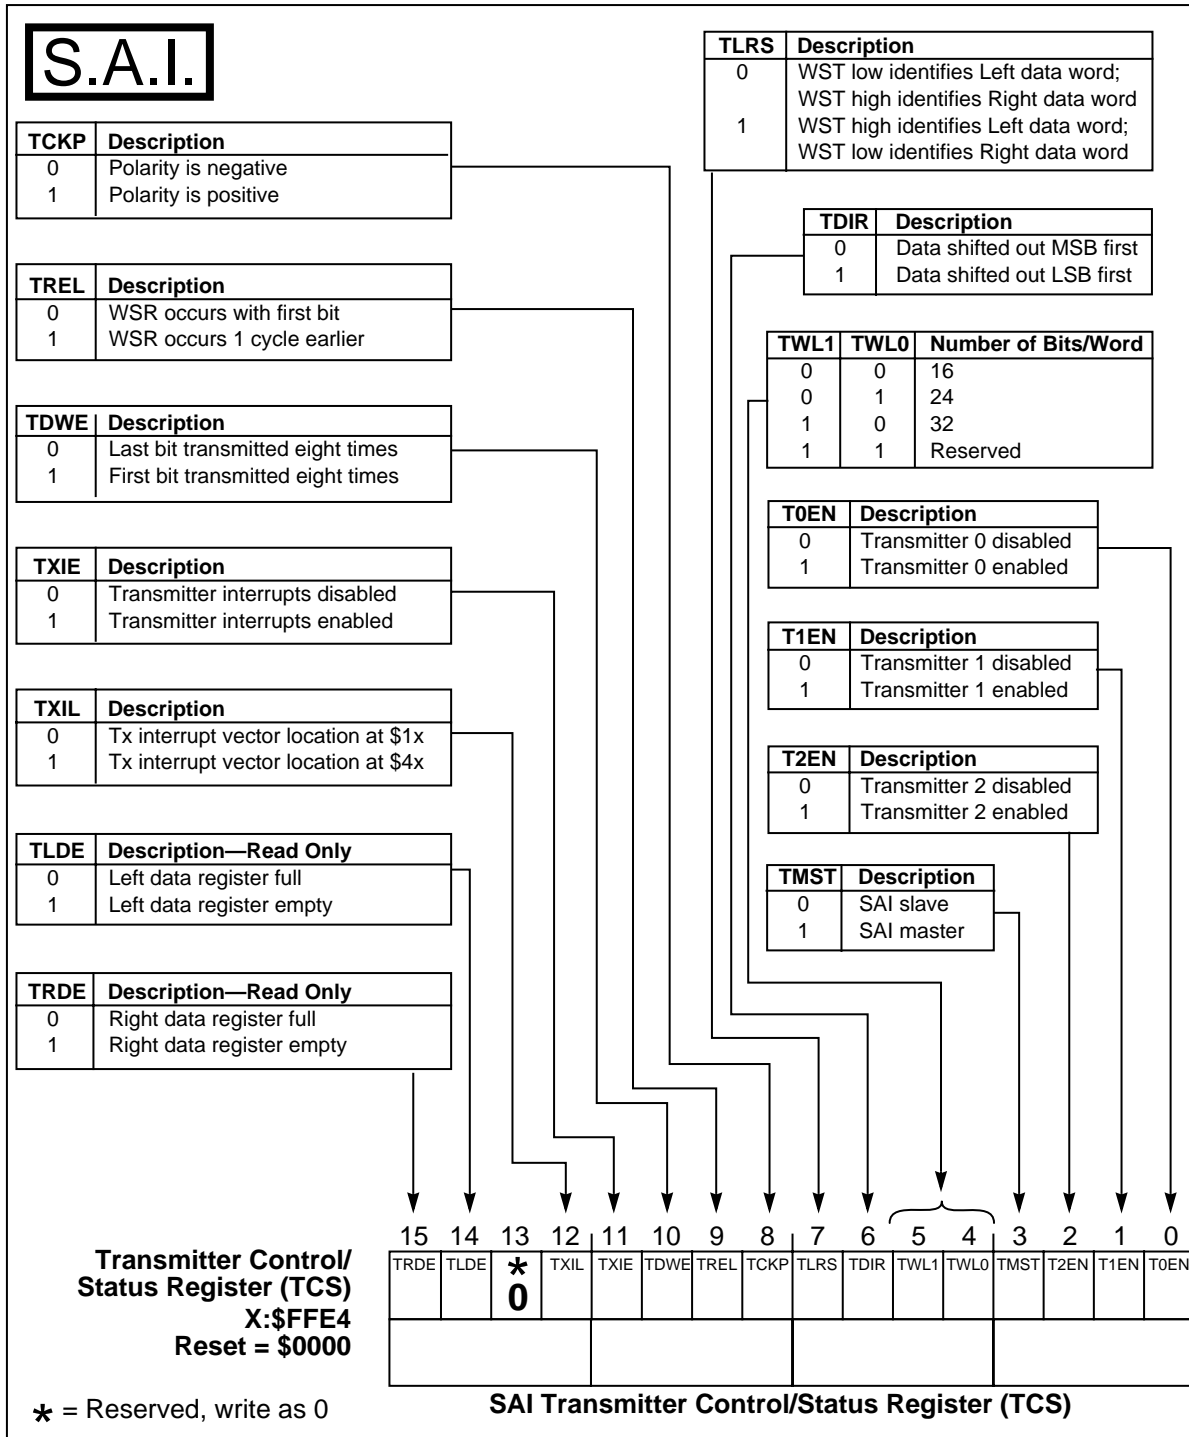 S.A.I.
TCKP Description
0 Polarity is negative
1 Polarity is positive
TREL Description
0 WSR occurs with first bit
1 WSR occurs 1 cycle earlier
TDWE Description
0 Last bit transmitted eight times
1 First bit transmitted eight times
TXIE Description
0 Transmitter interrupts disabled
1 Transmitter interrupts enabled
TXIL Description
0 Tx interrupt vector location at $1x
1 Tx interrupt vector location at $4x
TLDE Description—Read Only
0 Left data register full
1 Left data register empty
TRDE Description—Read Only
0 Right data register full
1 Right data register empty
TLRS Description
0 WST low identifies Left data word;
WST high identifies Right data word
1 WST high identifies Left data word;
WST low identifies Right data word
TDIR Description
0 Data shifted out MSB first
1 Data shifted out LSB first
TWL1 TWL0 Number of Bits/Word
0 0 16
0 1 24
1 0 32
1 1 Reserved
T0EN Description
0 Transmitter 0 disabled
1 Transmitter 0 enabled
T1EN Description
0 Transmitter 1 disabled
1 Transmitter 1 enabled
T2EN Description
0 Transmitter 2 disabled
1 Transmitter 2 enabled
TMST Description
0 SAI slave
1 SAI master
15 14 13 12 11 10 9 8 7 6 5 4 3 2 1 0
TRDE TLDE * TXIL TXIE TDWE TREL TCKP TLRS TDIR TWL1 TWL0 TMST T2EN T1EN T0EN
0
Transmitter Control/
Status Register (TCS)
X:$FFE4
Reset = $0000
* = Reserved, write as 0
SAI Transmitter Control/Status Register (TCS)